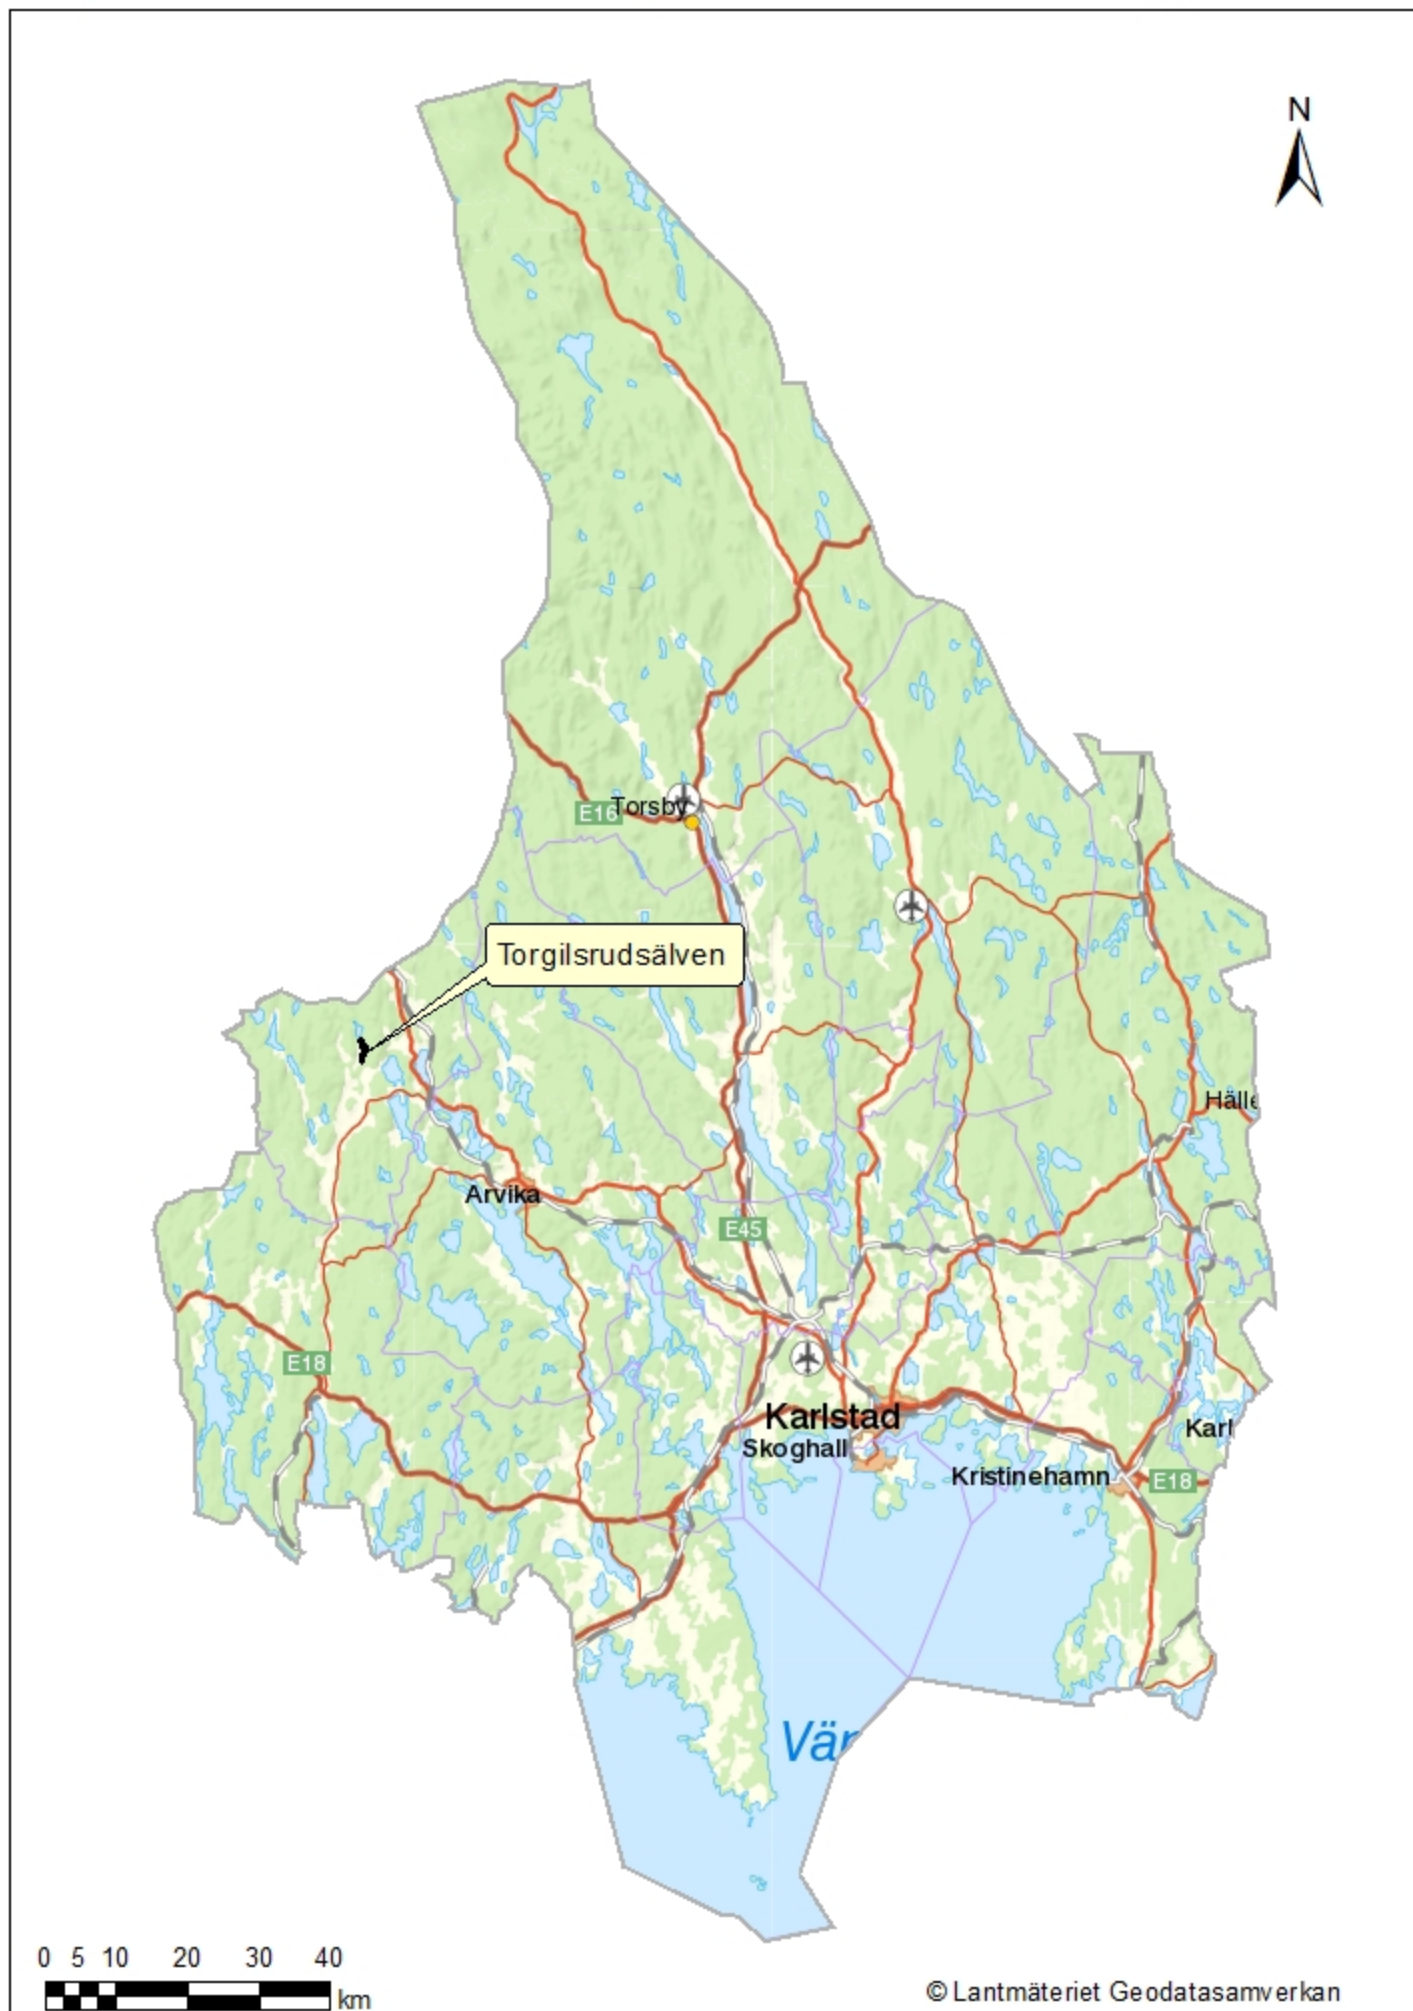 N
E16
Torsby
Torgilsrudsälven
Hälle
Arvika
E45
E18
Karlstad
Skoghall
Karl
Kristinehamn
E18
Vär
0 5 10 20 30 40
km
© Lantmäteriet Geodatasamverkan